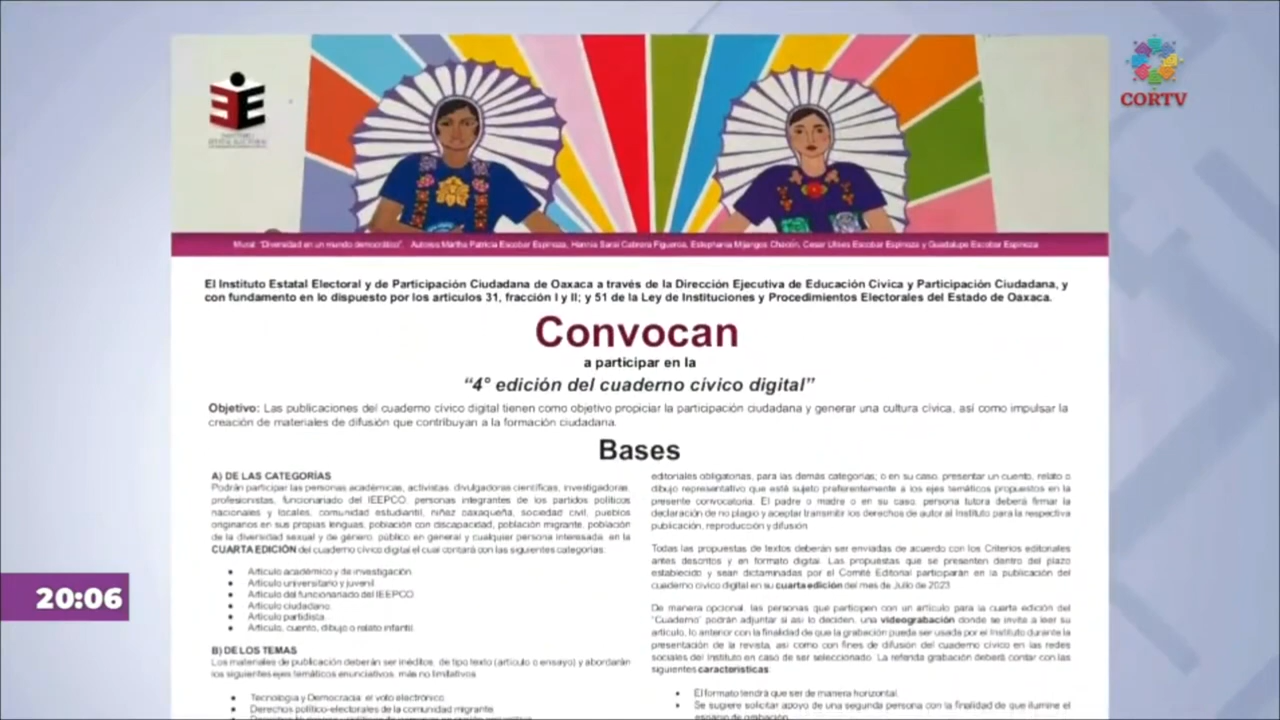 CORTV
Mural: "Diversidad en un mundo democrático". Autores: Martha Patricia Escobar Espinoza, Hannia Sarai Cabrera Figueroa, Estephania Mijangos Chacón, Cesar Ulises Escobar Espinoza y Guadalupe Escobar Espinoza
El Instituto Estatal Electoral y de Participación Ciudadana de Oaxaca a través de la Dirección Ejecutiva de Educación Cívica y Participación Ciudadana, y
con fundamento en lo dispuesto por los artículos 31, fracción I y II; y 51 de la Ley de Instituciones y Procedimientos Electorales del Estado de Oaxaca.
Convocan
a participar en la
“4° edición del cuaderno cívico digital”
Objetivo: Las publicaciones del cuaderno cívico digital tienen como objetivo propiciar la participación ciudadana y generar una cultura cívica, así como impulsar la
creación de materiales de difusión que contribuyan a la formación ciudadana.
Bases
A) DE LAS CATEGORÍAS
Podrán participar las personas académicas, activistas, divulgadoras científicas, investigadoras,
profesionistas, funcionariado del IEEPCO, personas integrantes de los partidos políticos
nacionales y locales, comunidad estudiantil, niñez oaxaqueña, sociedad civil, pueblos
originarios en sus propias lenguas, población con discapacidad, población migrante, población
de la diversidad sexual y de género, público en general y cualquier persona interesada, en la
CUARTA EDICIÓN del cuaderno cívico digital el cual contará con las siguientes categorías:
• Artículo académico y de investigación
• Artículo universitario y juvenil
• Artículo del funcionariado del IEEPCO
• Artículo ciudadano
• Artículo partidista
• Artículo, cuento, dibujo o relato infantil
B) DE LOS TEMAS
Los materiales de publicación deberán ser inéditos, de tipo texto (artículo o ensayo) y abordarán
los siguientes ejes temáticos enunciativos, más no limitativos
• Tecnología y Democracia: el voto electrónico
• Derechos político-electorales de la comunidad migrante
editoriales obligatorias, para las demás categorías; o en su caso, presentar un cuento, relato o
dibujo representativo que esté sujeto preferentemente a los ejes temáticos propuestos en la
presente convocatoria. El padre o madre o en su caso, persona tutora deberá firmar la
declaración de no plagio y aceptar transmitir los derechos de autor al Instituto para la respectiva
publicación, reproducción y difusión.
Todas las propuestas de textos deberán ser enviadas de acuerdo con los Criterios editoriales
antes descritos y en formato digital. Las propuestas que se presenten dentro del plazo
establecido y sean dictaminadas por el Comité Editorial participarán en la publicación del
cuaderno cívico digital en su cuarta edición del mes de Julio de 2023
De manera opcional, las personas que participen con un artículo para la cuarta edición del
"Cuaderno" podrán adjuntar si así lo deciden, una videograbación donde se invite a leer su
artículo, lo anterior con la finalidad de que la grabación pueda ser usada por el Instituto durante la
presentación de la revista, así como con fines de difusión del cuaderno cívico en las redes
sociales del Instituto en caso de ser seleccionado. La referida grabación deberá contar con las
siguientes características:
• El formato tendrá que ser de manera horizontal.
• Se sugiere solicitar apoyo de una segunda persona con la finalidad de que ilumine el
espacio de grabación.
20:06